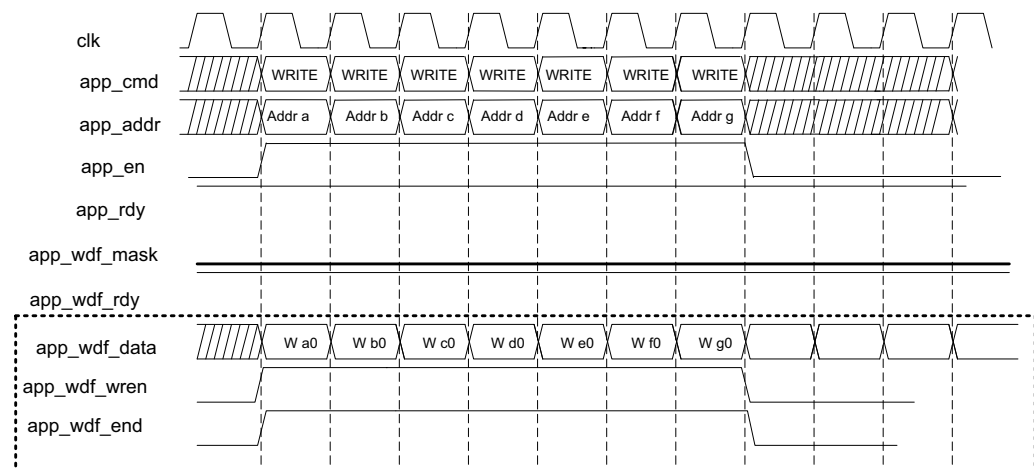 clk
app_cmd WRITE WRITE WRITE WRITE WRITE WRITE WRITE
app_addr Addr a Addr b Addr c Addr d Addr e Addr f Addr g
app_en
app_rdy
app_wdf_mask
app_wdf_rdy
app_wdf_data W a0 W b0 W c0 W d0 W e0 W f0 W g0
app_wdf_wren
app_wdf_end